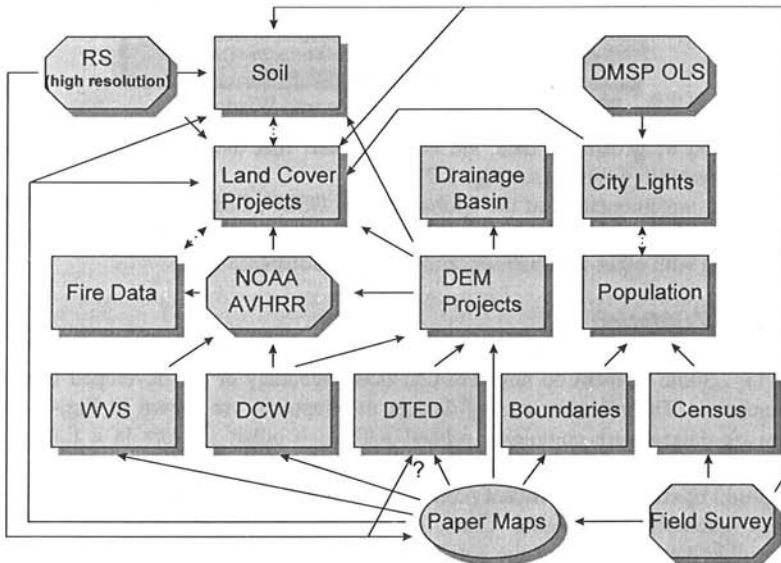 RS
(high resolution)
Soil
DMSP OLS
Land Cover
Projects
Drainage
Basin
City Lights
Fire Data
NOAA
AVHRR
DEM
Projects
Population
WVS
DCW
DTED
Boundaries
Census
?
Paper Maps
Field Survey